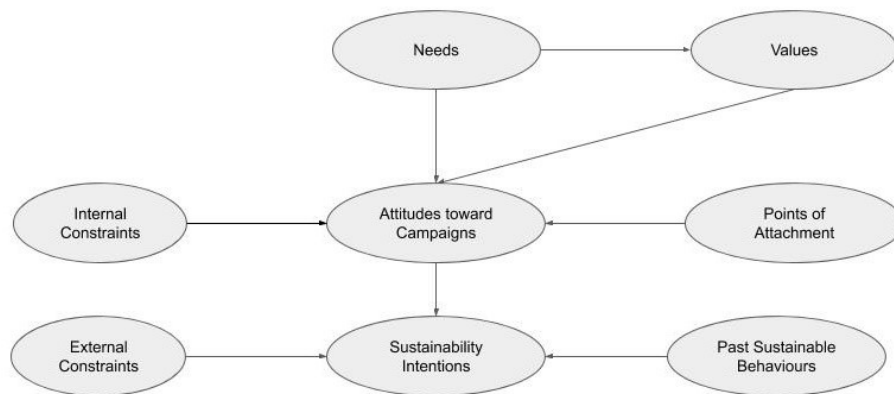 Needs
Values
Internal
Constraints
Attitudes toward
Campaigns
Points of
Attachment
External
Constraints
Sustainability
Intentions
Past Sustainable
Behaviours